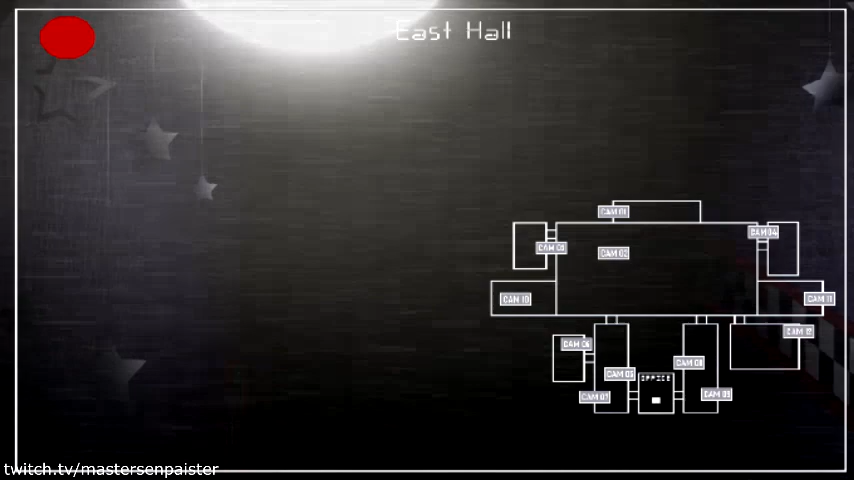 East Hall
CAM 01
CAM 04
CAM 03
CAM 02
CAM 10
CAM 11
CAM 12
CAM 06
CAM 08
CAM 05
OFFICE
CAM 09
CAM 07
twitch.tv/mastersenpaister